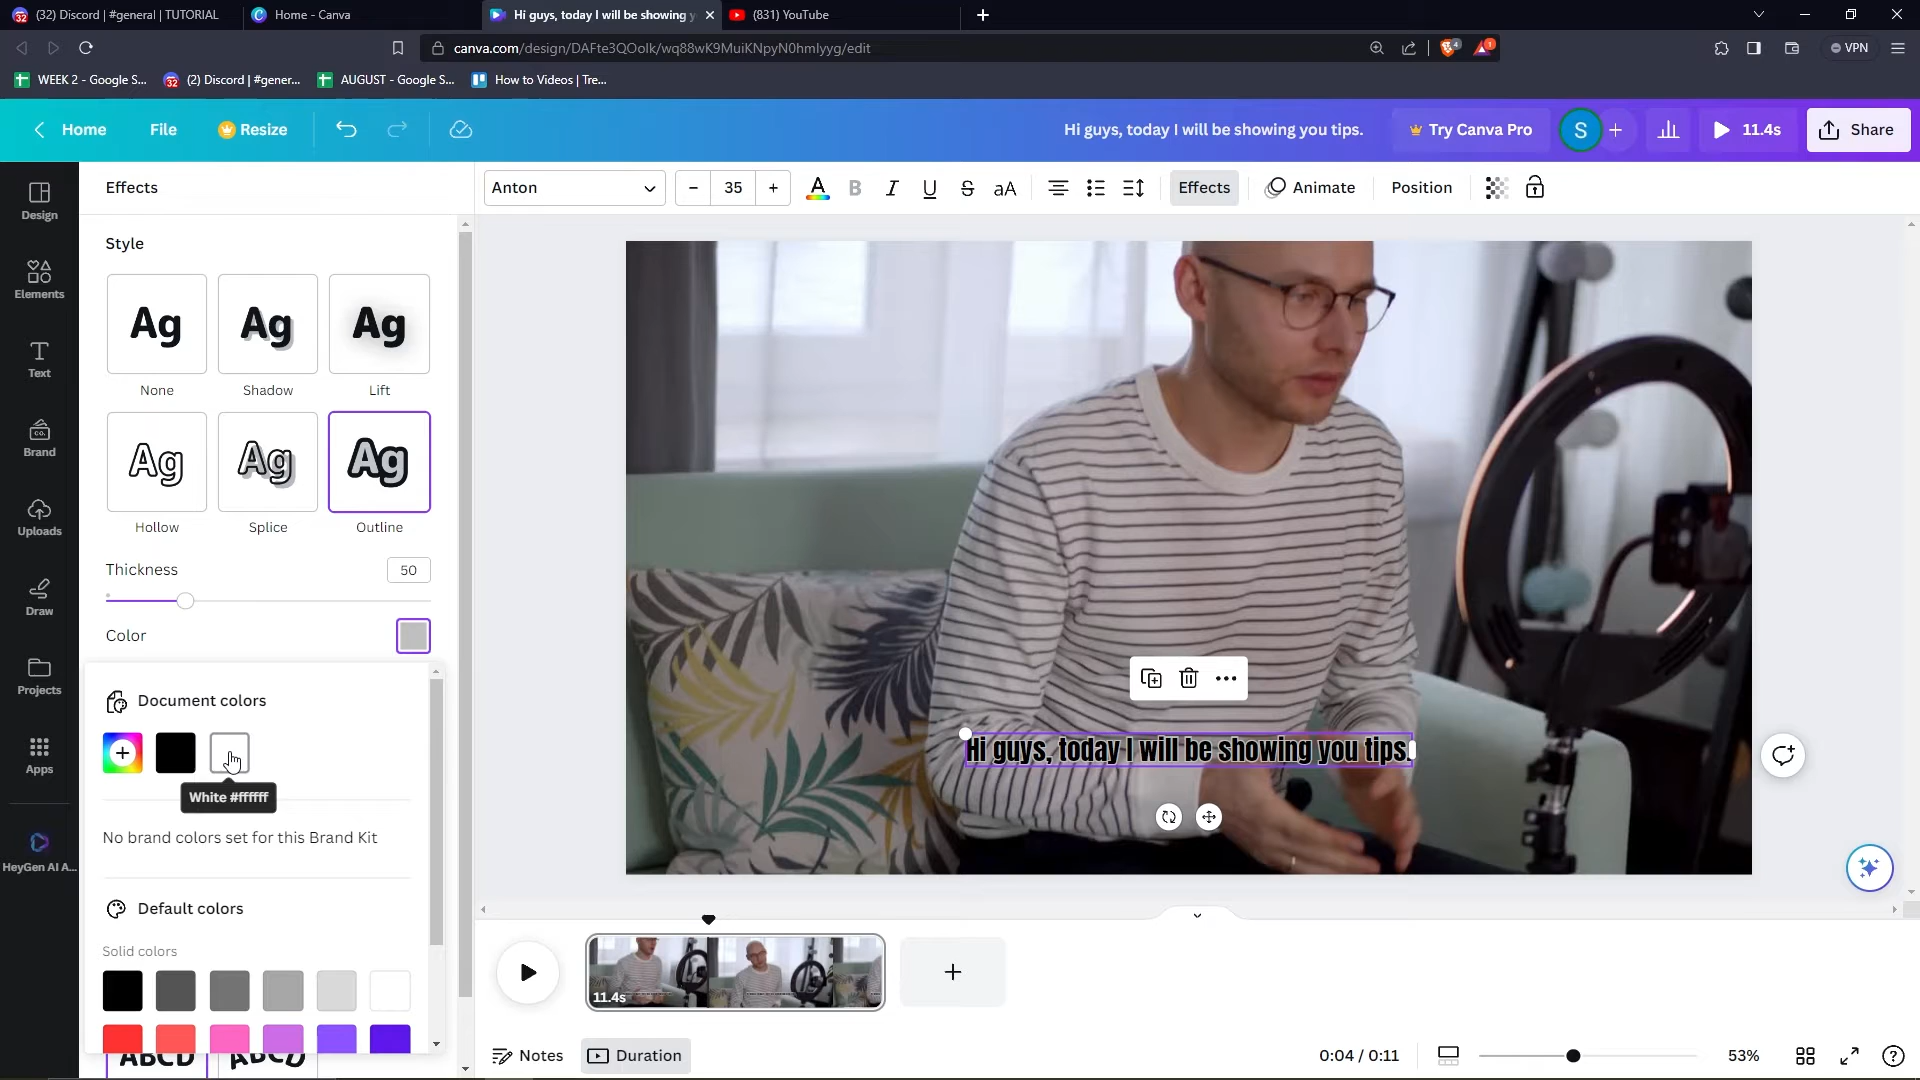 (32) Discord | #general | TUTORIAL
Home - Canva
Hi guys, today I will be showing y
(831) YouTube
canva.com/design/DAFte3QOolk/wq88wK9MuiKNpyN0hmlyyg/edit
VPN
WEEK 2 - Google S...
(2) Discord | #gener...
AUGUST - Google S...
How to Videos | Tre...
Home
File
Resize
Hi guys, today I will be showing you tips.
Try Canva Pro
S
11.4s
Share
Effects
Anton
35
aA
Effects
Animate
Position
Design
Elements
Text
Brand
Uploads
Draw
Projects
Apps
HeyGen AI A...
Style
Ag
Ag
Ag
None
Shadow
Lift
Ag
Ag
Ag
Hollow
Splice
Outline
Thickness
50
Color
Document colors
White #ffffff
No brand colors set for this Brand Kit
Default colors
Solid colors
ABCD
ABCD
Hi guys, today I will be showing you tips.
11.4s
Notes
Duration
0:04 / 0:11
53%